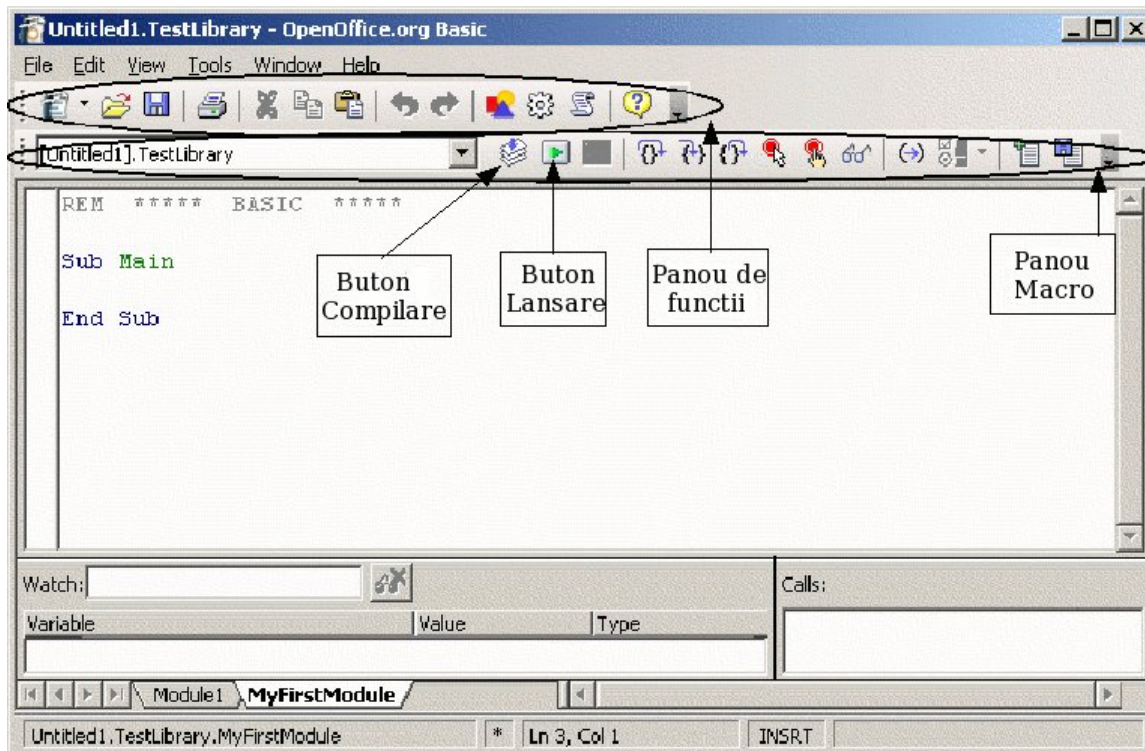 Untitled1.TestLibrary - OpenOffice.org Basic
File Edit View Tools Window Help
[Untitled1].TestLibrary
REM ***** BASIC *****
Sub Main
End Sub
Buton
Compilare
Buton
Lansare
Panou de
functii
Panou
Macro
Watch:
Calls:
Variable Value Type
Module1 MyFirstModule
Untitled1.TestLibrary.MyFirstModule * Ln 3, Col 1 INSRT